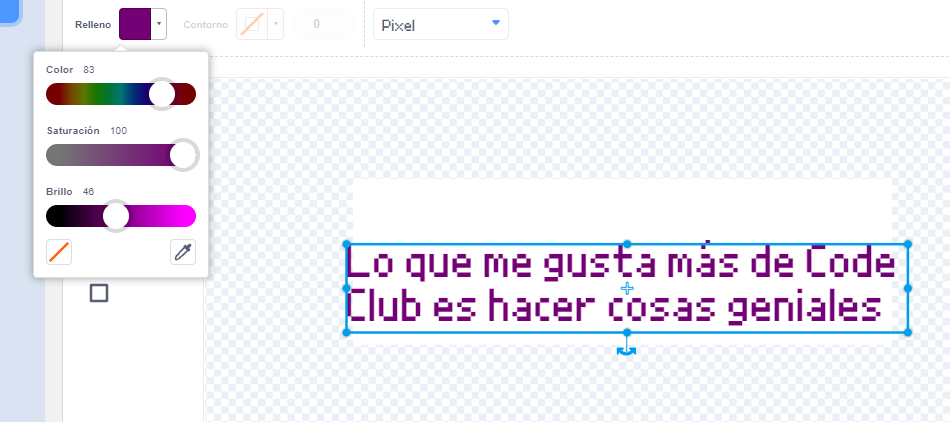 Relleno
Contorno
0
Pixel
Color 83
Saturación 100
Brillo 46
Lo que me gusta más de Code
Club es hacer cosas geniales